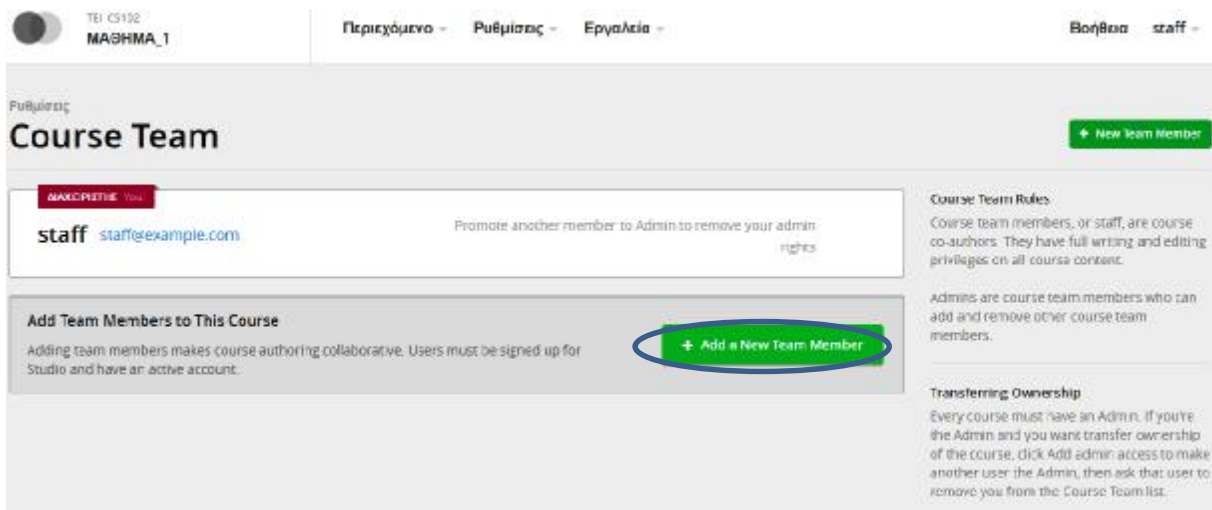 TEI CS102
ΜΑΘΗΜΑ_1
Περιεχόμενο
Ρυθμίσεις
Εργαλεία
Βοήθεια
staff
Ρυθμίσεις
Course Team
+ New Team Member
ΔΙΑΧΕΙΡΙΣΤΗΣ You
staff staff@example.com
Promote another member to Admin to remove your admin
rights
Add Team Members to This Course
Adding team members makes course authoring collaborative. Users must be signed up for
Studio and have an active account.
+ Add a New Team Member
Course Team Rules
Course team members, or staff, are course
co-authors. They have full writing and editing
privileges on all course content.
Admins are course team members who can
add and remove other course team
members.
Transferring Ownership
Every course must have an Admin. If you're
the Admin and you want transfer ownership
of the course, click Add admin access to make
another user the Admin, then ask that user to
remove you from the Course Team list.